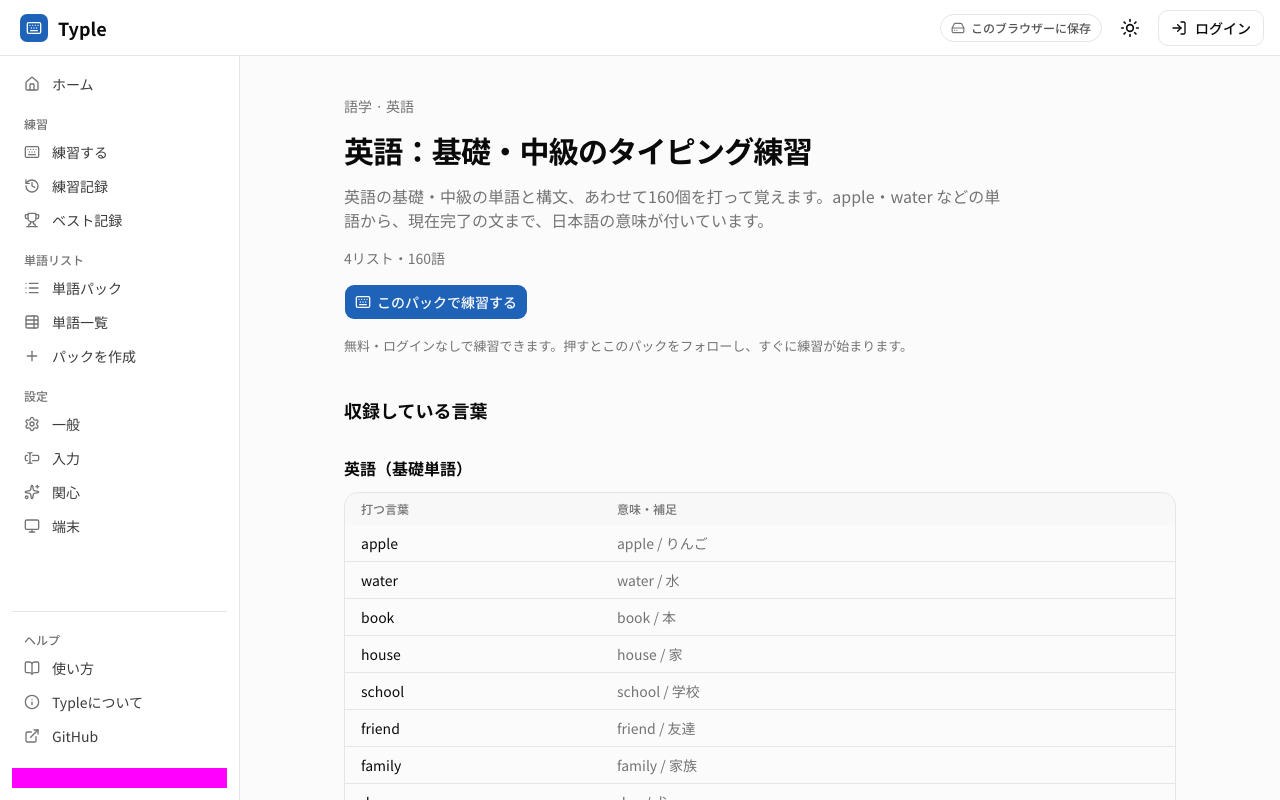 Typle
このブラウザーに保存
ログイン
ホーム
練習
練習する
練習記録
ベスト記録
単語リスト
単語パック
単語一覧
パックを作成
設定
一般
入力
関心
端末
ヘルプ
使い方
Typleについて
GitHub
語学 · 英語
英語：基礎・中級のタイピング練習
英語の基礎・中級の単語と構文、あわせて160個を打って覚えます。apple・water などの単
語から、現在完了の文まで、日本語の意味が付いています。
4リスト・160語
このパックで練習する
無料・ログインなしで練習できます。押すとこのパックをフォローし、すぐに練習が始まります。
収録している言葉
英語（基礎単語）
打つ言葉 意味・補足
apple apple / りんご
water water / 水
book book / 本
house house / 家
school school / 学校
friend friend / 友達
family family / 家族